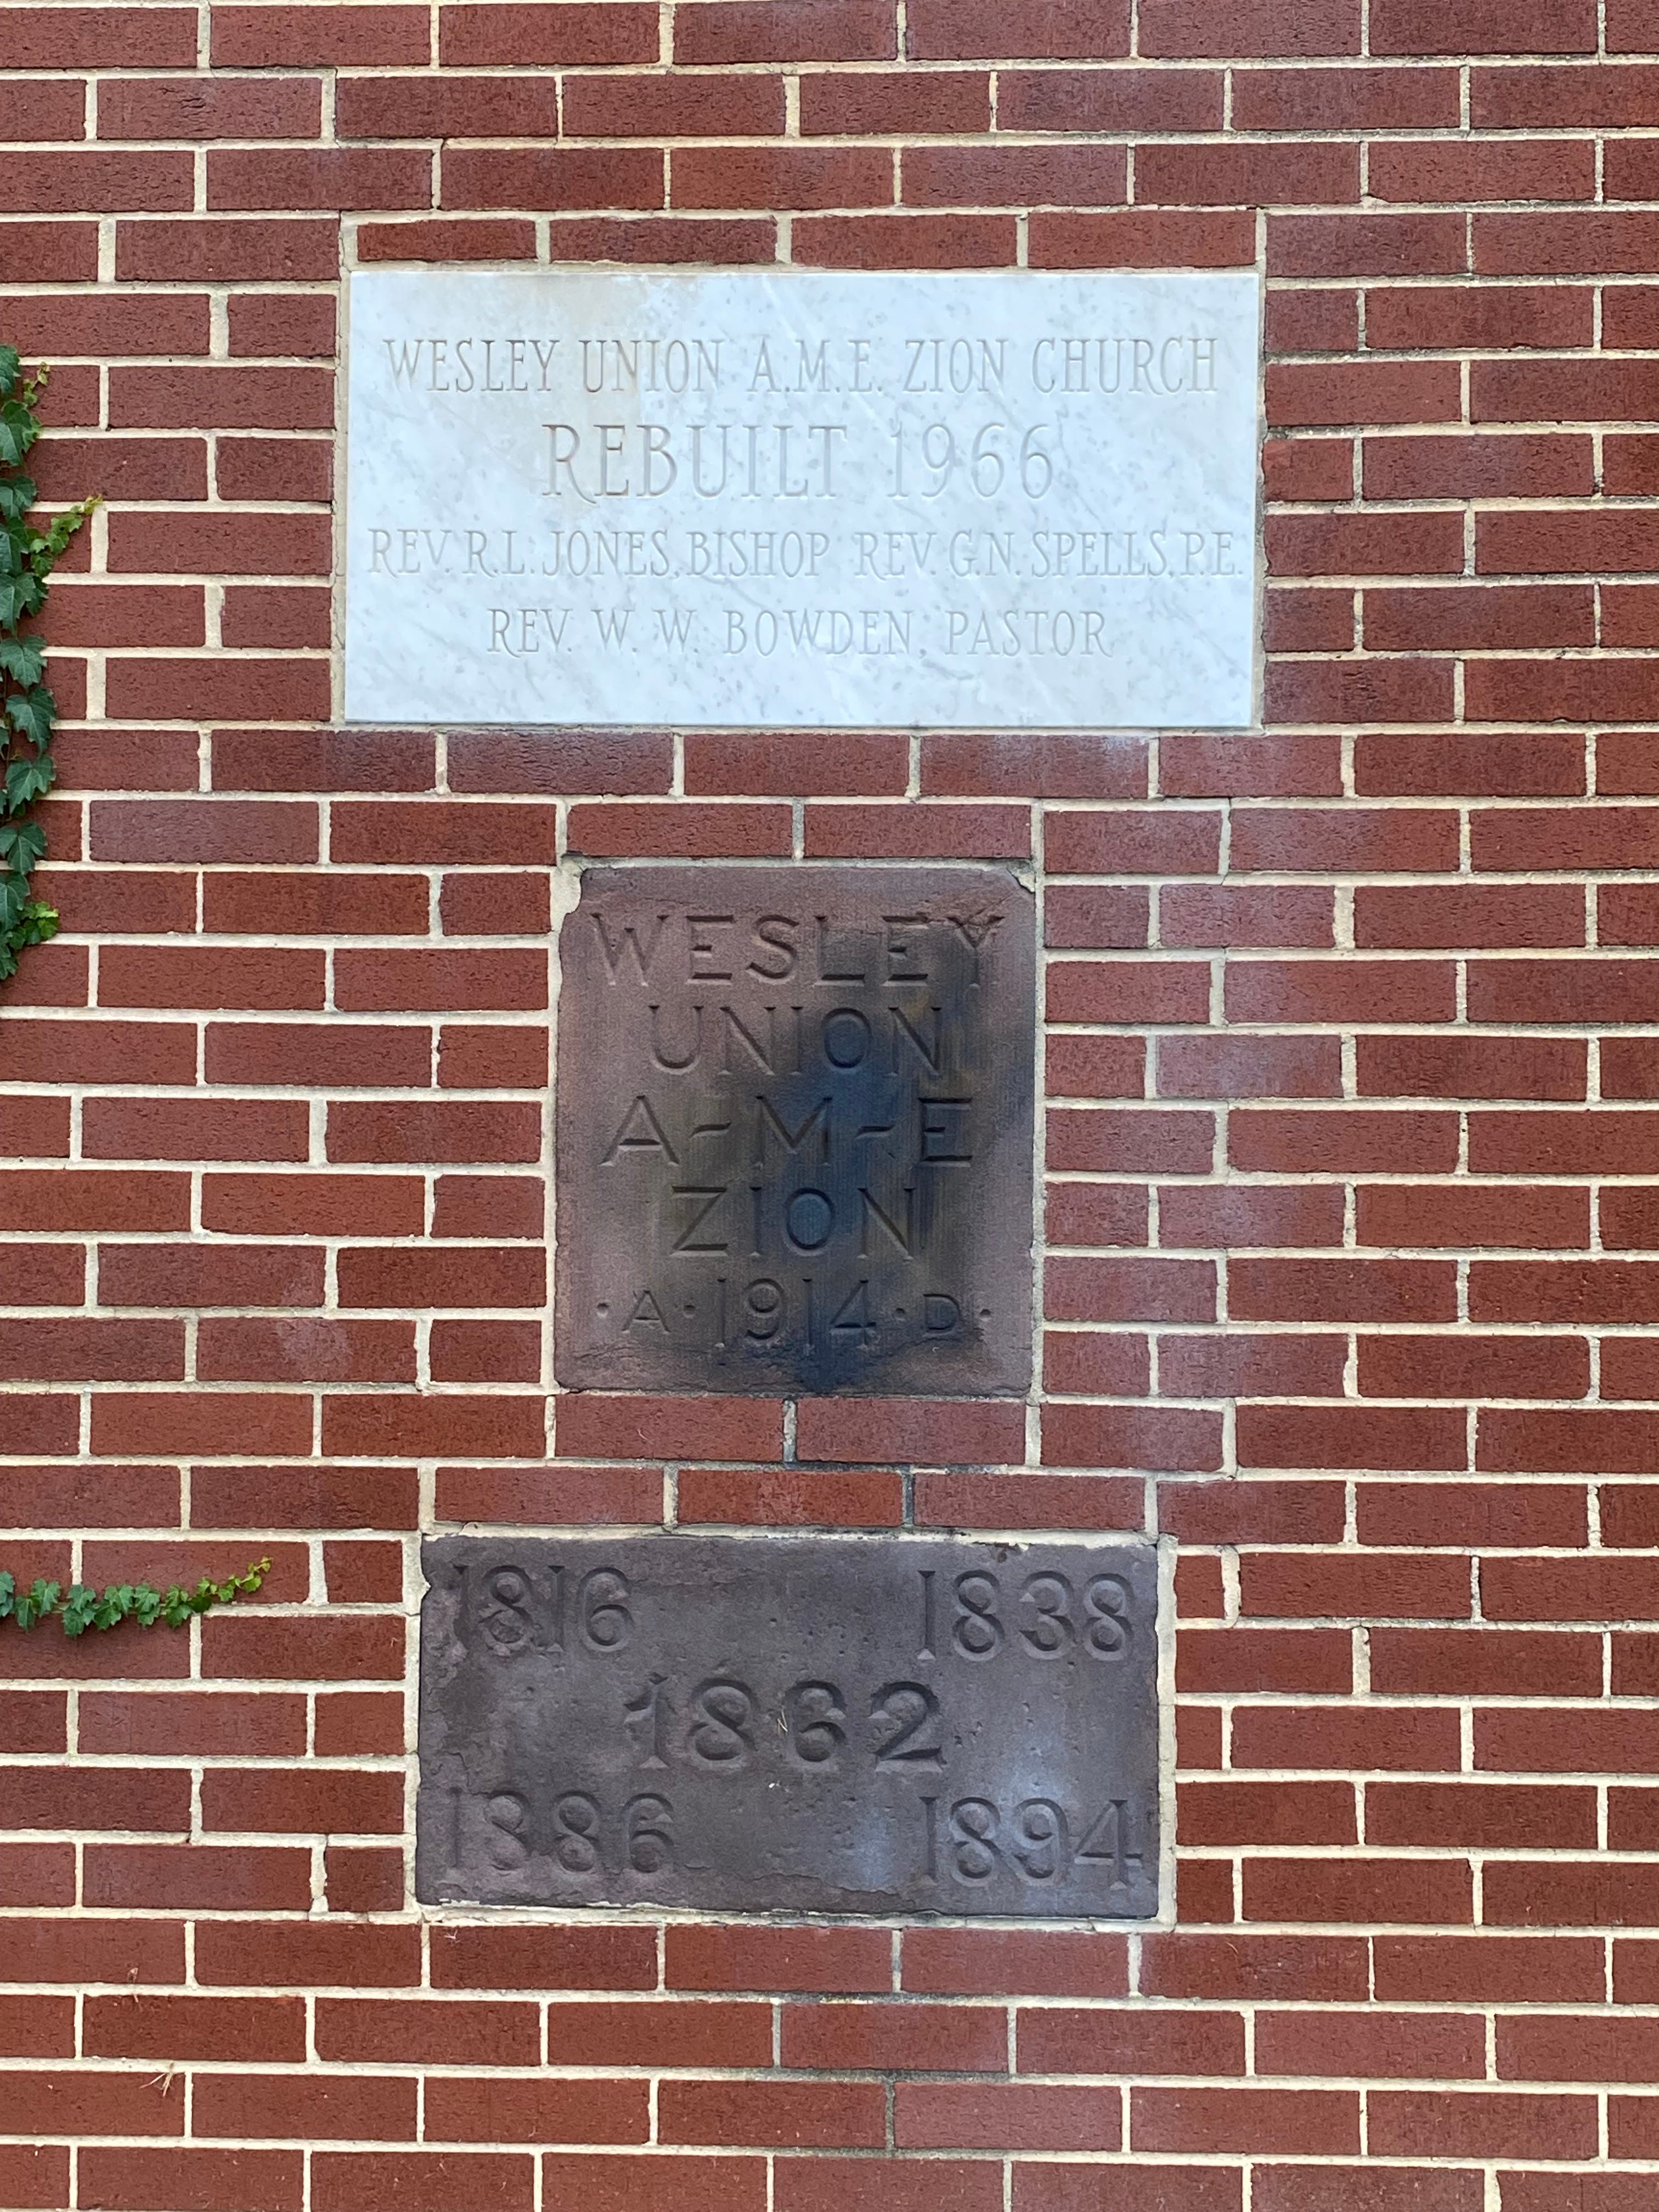 WESLEY UNION A.M.E. ZION CHURCH
REBUILT 1966
REV. R.L. JONES, BISHOP REV. G.N. SPELLS, P.E.
REV. W. W. BOWDEN, PASTOR
WESLEY
UNION
A-M-E
ZION
·A·1914·D·
1816 1838
1862
1886 1894